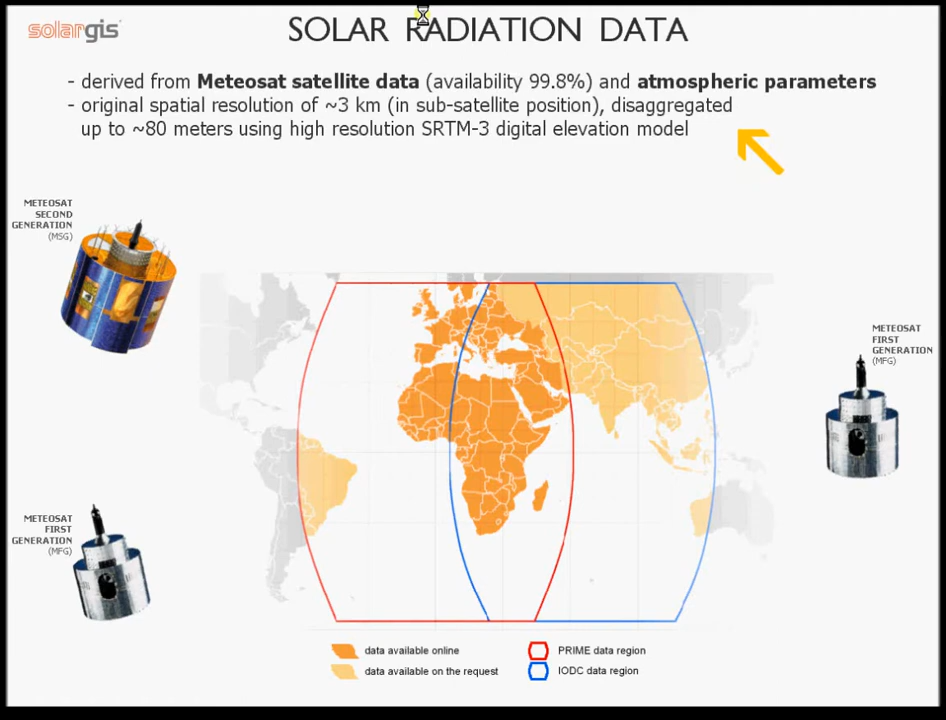 solargis
SOLAR RADIATION DATA
- derived from Meteosat satellite data (availability 99.8%) and atmospheric parameters
- original spatial resolution of ~3 km (in sub-satellite position), disaggregated
up to ~80 meters using high resolution SRTM-3 digital elevation model
METEOSAT
SECOND
GENERATION
(MSG)
METEOSAT
FIRST
GENERATION
(MFG)
METEOSAT
FIRST
GENERATION
(MFG)
data available online
PRIME data region
data available on the request
IODC data region